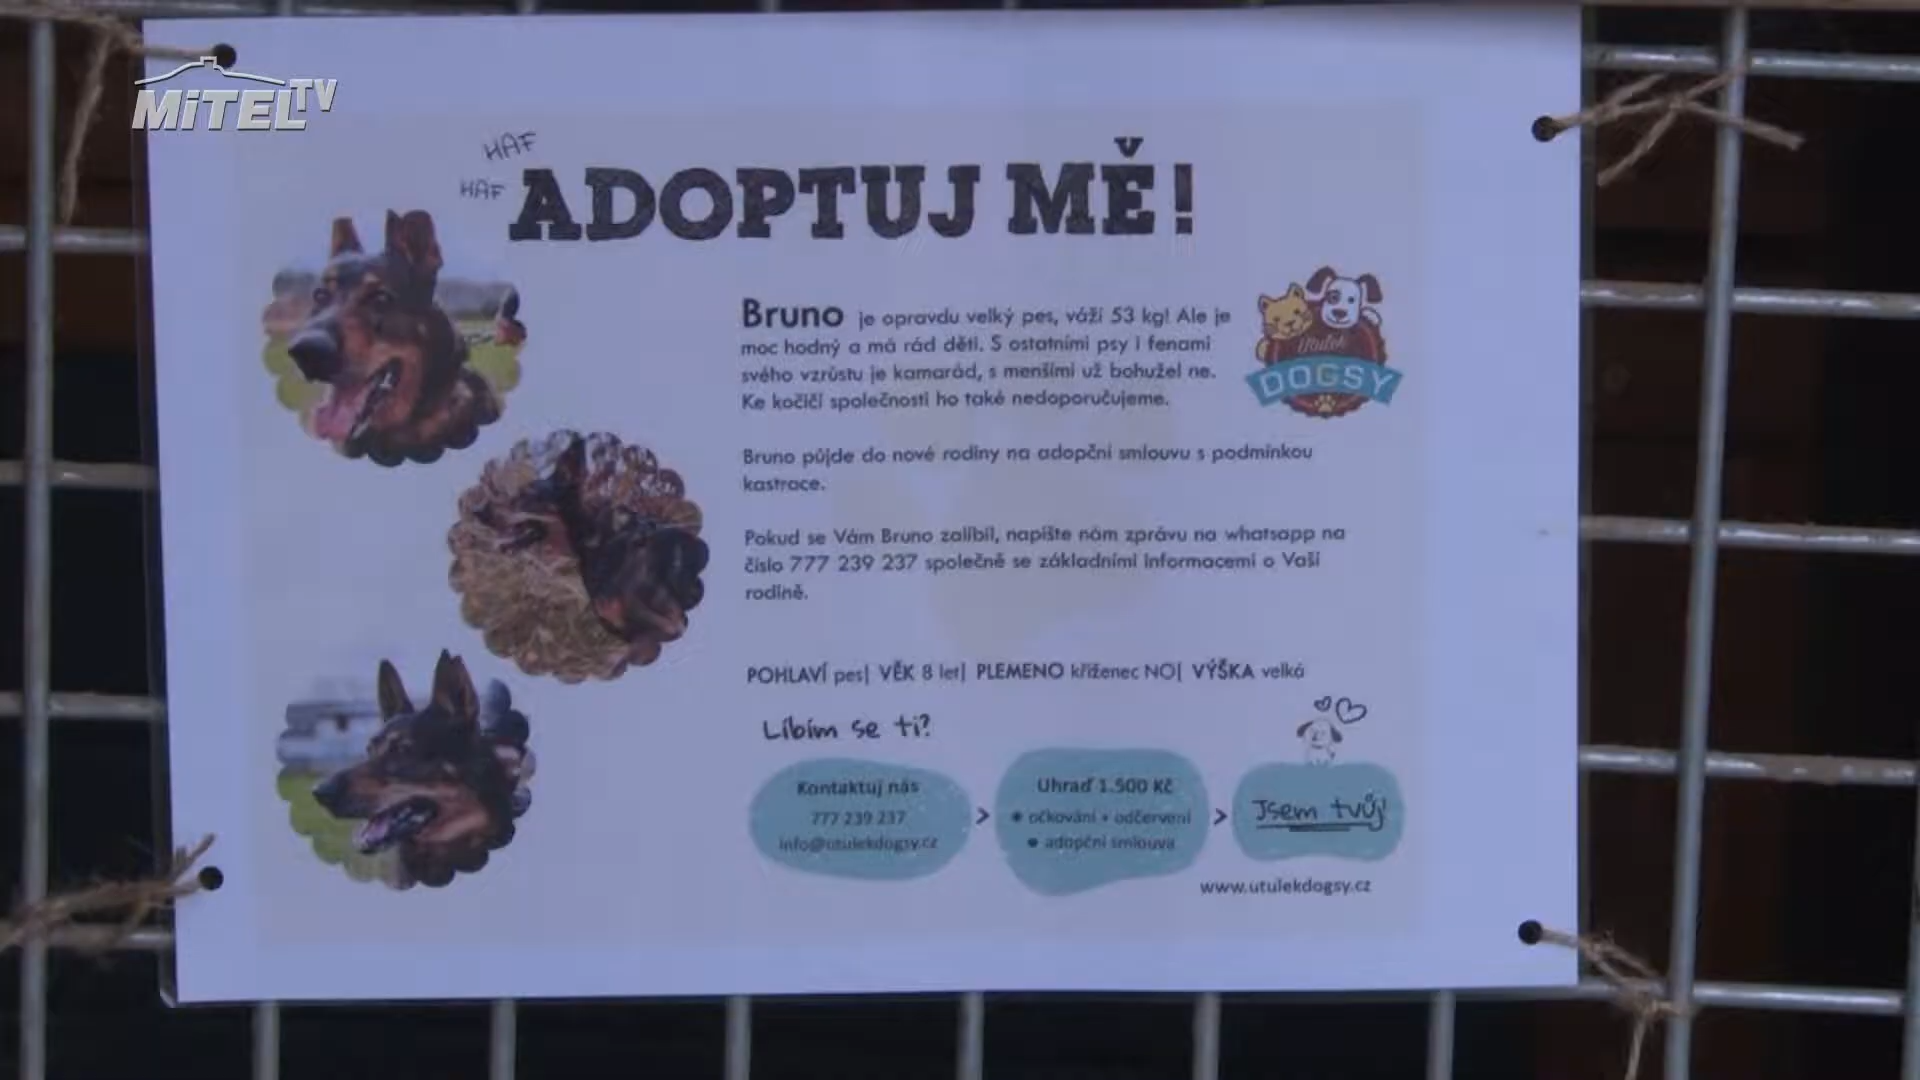 MiTEL TV
HAF
HAF
ADOPTUJ MĚ!
Bruno je opravdu velký pes, váží 53 kg! Ale je
moc hodný a má rád děti. S ostatními psy i fenami
svého vzrůstu je kamarád, s menšími už bohužel ne.
Ke kočičí společnosti ho také nedoporučujeme.
Útulek
DOGSY
Bruno půjde do nové rodiny na adopční smlouvu s podmínkou
kastrace.
Pokud se Vám Bruno zalíbil, napište nám zprávu na whatsapp na
číslo 777 239 237 společně se základními informacemi o Vaší
rodině.
POHLAVÍ pes| VĚK 8 let| PLEMENO kříženec NO| VÝŠKA velká
Líbím se ti?
Kontaktuj nás
777 239 237
info@utulekdogsy.cz
>
Uhraď 1.500 Kč
• očkování + odčervení
• adopční smlouva
>
Jsem tvůj!
www.utulekdogsy.cz